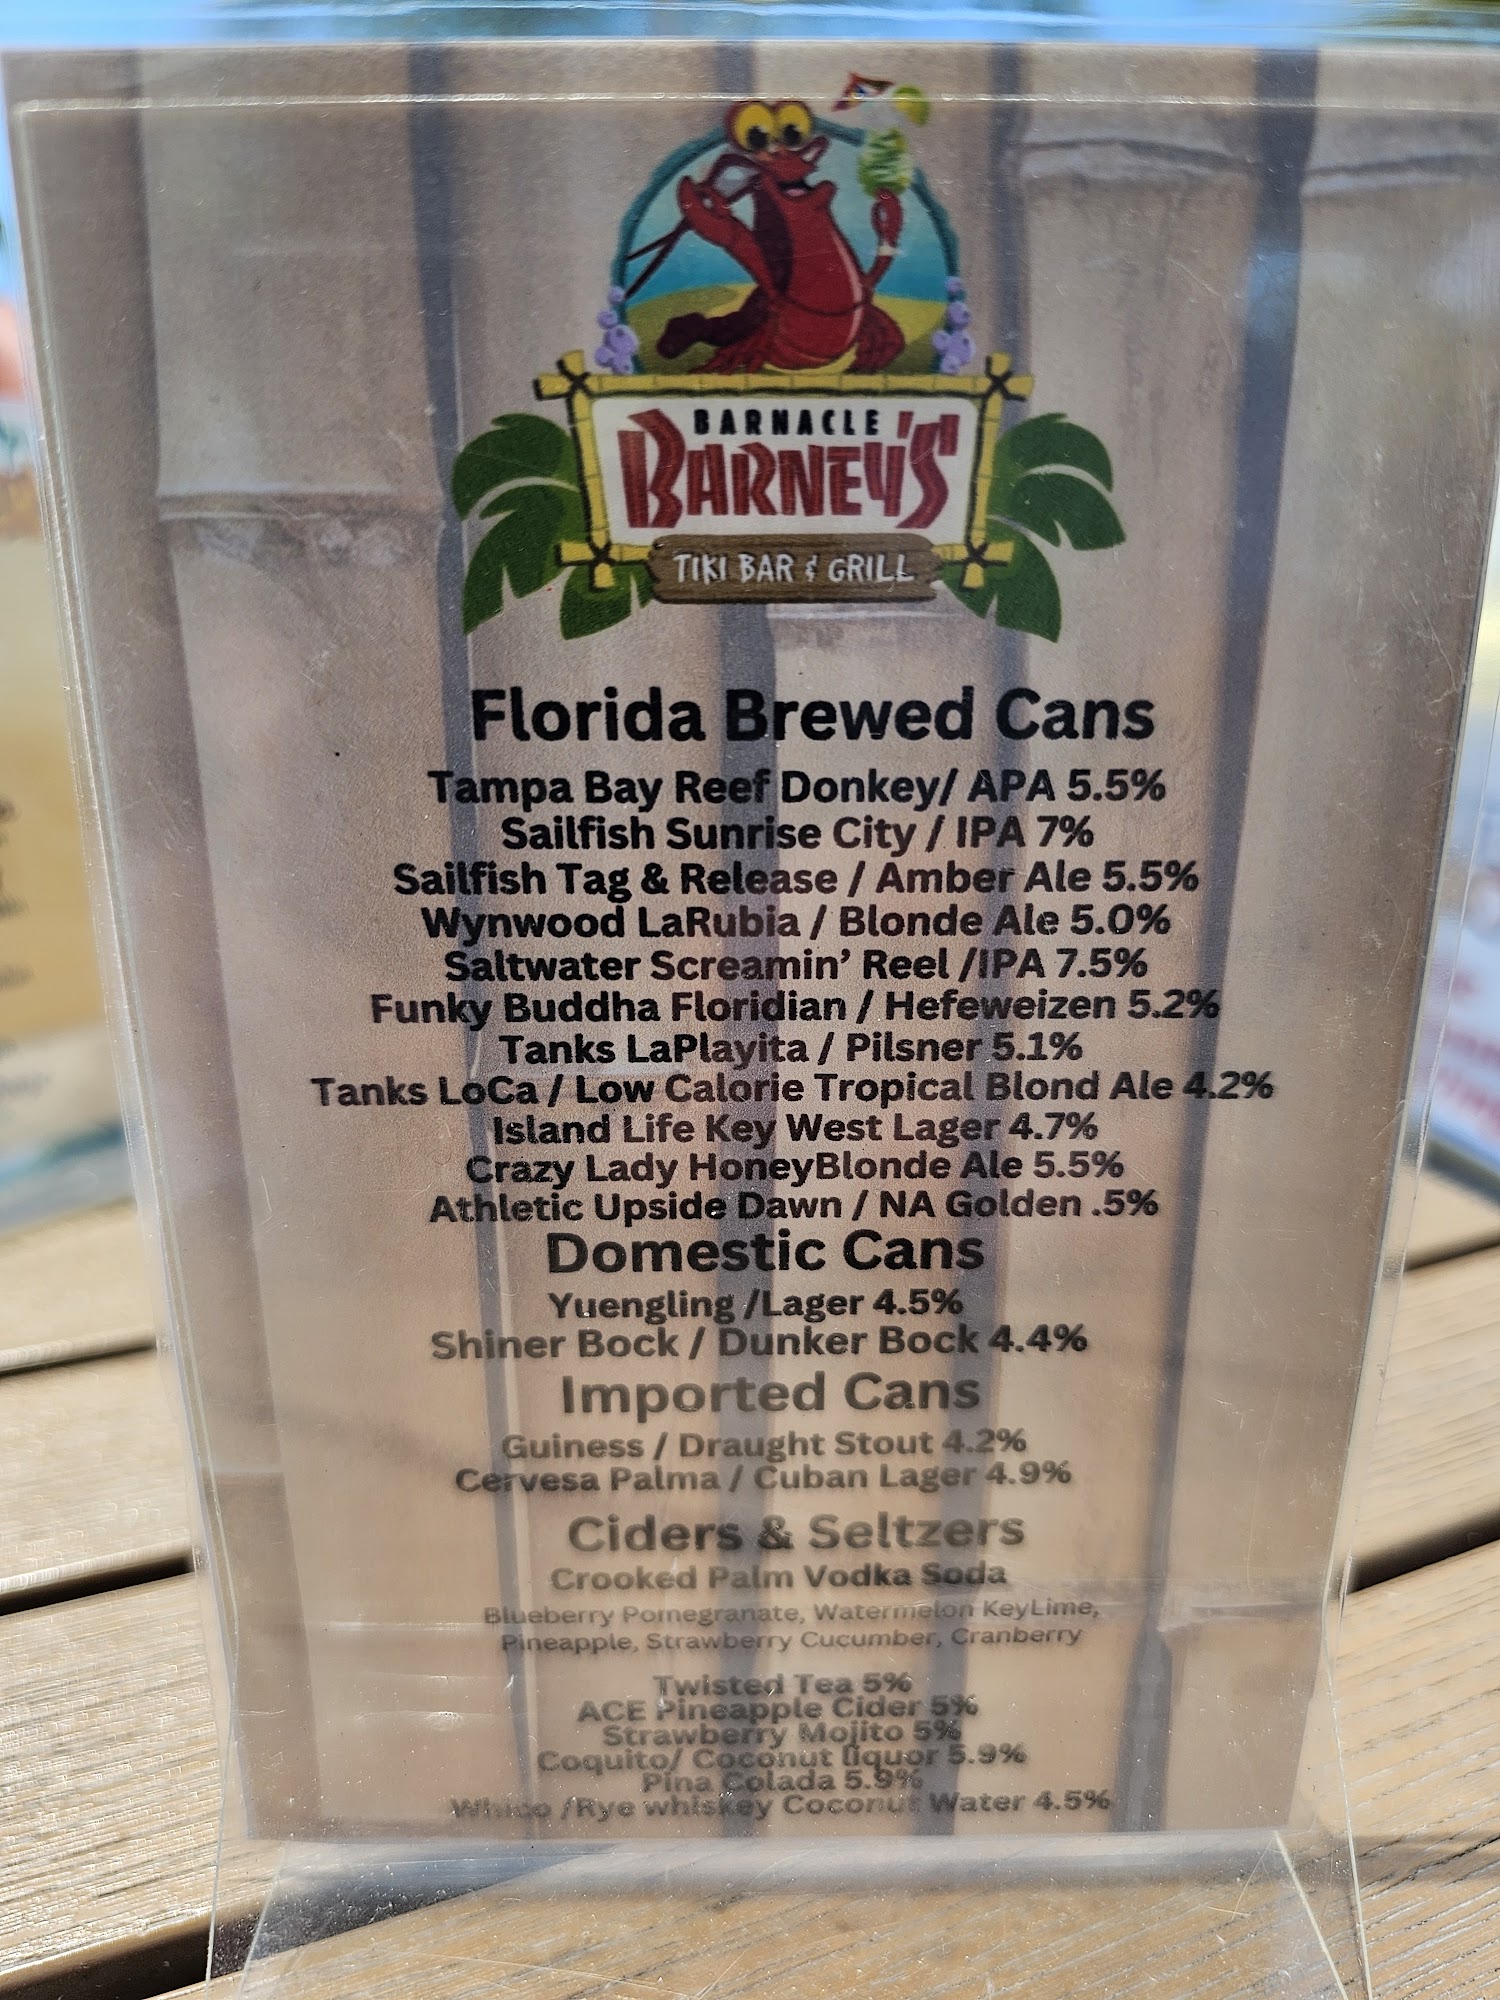 BARNACLE
BARNEY'S
TIKI BAR & GRILL
Florida Brewed Cans
Tampa Bay Reef Donkey/ APA 5.5%
Sailfish Sunrise City / IPA 7%
Sailfish Tag & Release / Amber Ale 5.5%
Wynwood LaRubia / Blonde Ale 5.0%
Saltwater Screamin' Reel /IPA 7.5%
Funky Buddha Floridian / Hefeweizen 5.2%
Tanks LaPlayita / Pilsner 5.1%
Tanks LoCa / Low Calorie Tropical Blond Ale 4.2%
Island Life Key West Lager 4.7%
Crazy Lady HoneyBlonde Ale 5.5%
Athletic Upside Dawn / NA Golden .5%
Domestic Cans
Yuengling /Lager 4.5%
Shiner Bock / Dunker Bock 4.4%
Imported Cans
Guiness / Draught Stout 4.2%
Cervesa Palma / Cuban Lager 4.9%
Ciders & Seltzers
Crooked Palm Vodka Soda
Blueberry Pomegranate, Watermelon KeyLime,
Pineapple, Strawberry Cucumber, Cranberry
Twisted Tea 5%
ACE Pineapple Cider 5%
Strawberry Mojito 5%
Coquito/ Coconut liquor 5.9%
Pina Colada 5.9%
/Rye whiskey Coconut Water 4.5%